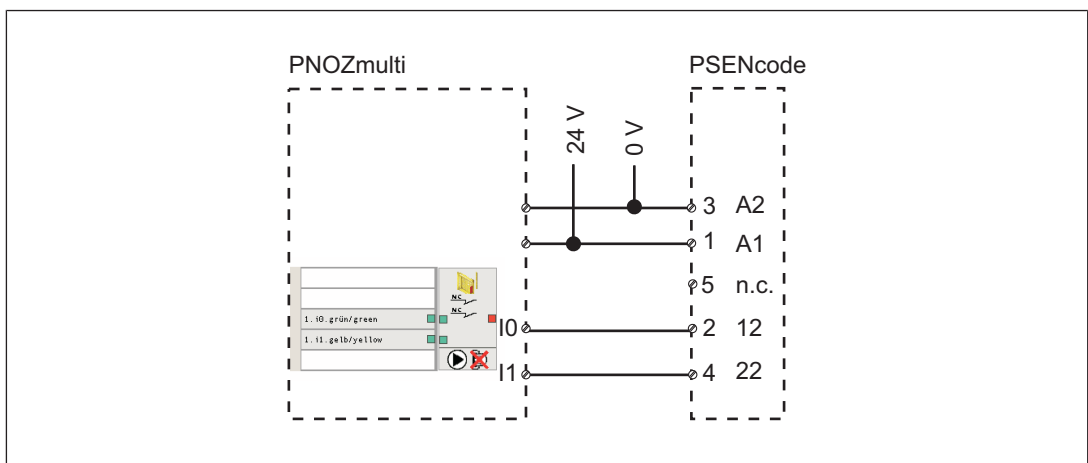 PNOZmulti
PSENcode
24 V
0 V
3 A2
1 A1
5 n.c.
NC
NC
1.i0.grün/green
I0
2 12
1.i1.gelb/yellow
I1
4 22